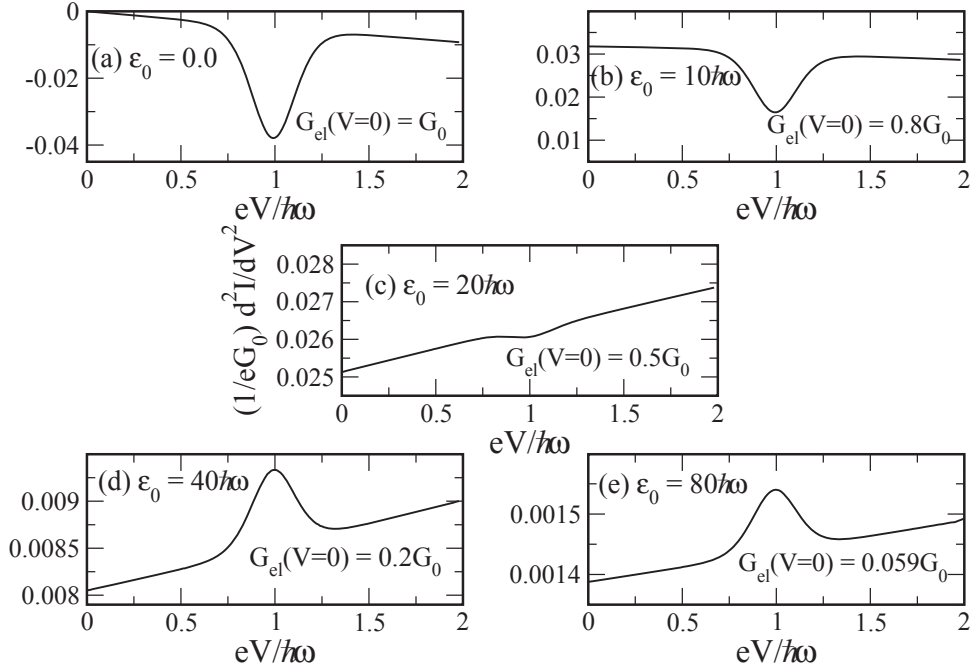 0
-0.02
-0.04
(a) ε0 = 0.0
Gel(V=0) = G0
0 0.5 1 1.5 2
eV/ħω
0.03
0.02
0.01
(b) ε0 = 10ħω
Gel(V=0) = 0.8G0
0 0.5 1 1.5 2
eV/ħω
(1/eG0) d²I/dV²
0.028
0.027
0.026
0.025
(c) ε0 = 20ħω
Gel(V=0) = 0.5G0
0 0.5 1 1.5 2
eV/ħω
0.009
0.0085
0.008
(d) ε0 = 40ħω
Gel(V=0) = 0.2G0
0 0.5 1 1.5 2
eV/ħω
0.0015
0.0014
(e) ε0 = 80ħω
Gel(V=0) = 0.059G0
0 0.5 1 1.5 2
eV/ħω